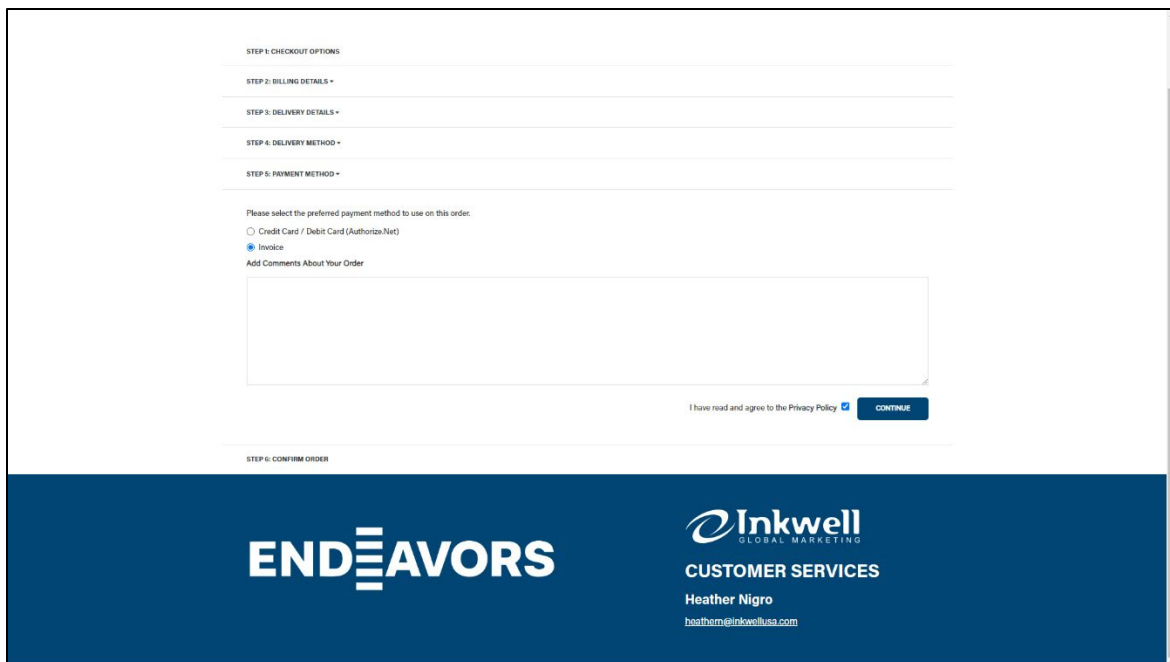 STEP 1: CHECKOUT OPTIONS
STEP 2: BILLING DETAILS
STEP 3: DELIVERY DETAILS
STEP 4: DELIVERY METHOD
STEP 5: PAYMENT METHOD
Please select the preferred payment method to use on this order.
Credit Card / Debit Card (Authorize.Net)
Invoice
Add Comments About Your Order
I have read and agree to the Privacy Policy
CONTINUE
STEP 6: CONFIRM ORDER
ENDEAVORS
Inkwell
GLOBAL MARKETING
CUSTOMER SERVICES
Heather Nigro
heathern@inkwellusa.com